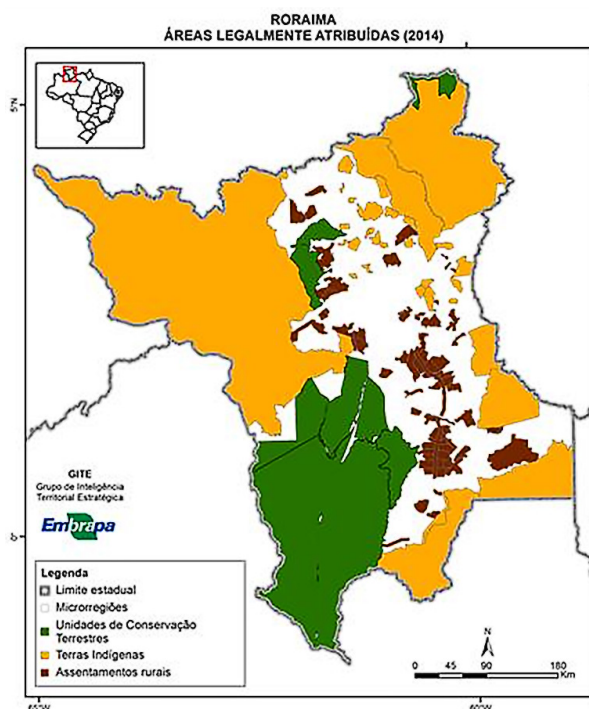 RORAIMA
ÁREAS LEGALMENTE ATRIBUÍDAS (2014)
GITE
Grupo de Inteligência
Territorial Estratégica
Embrapa
Legenda
Limite estadual
Microrregiões
Unidades de Conservação
Terrestres
Terras Indígenas
Assentamentos rurais
N
0 45 90 180
Km